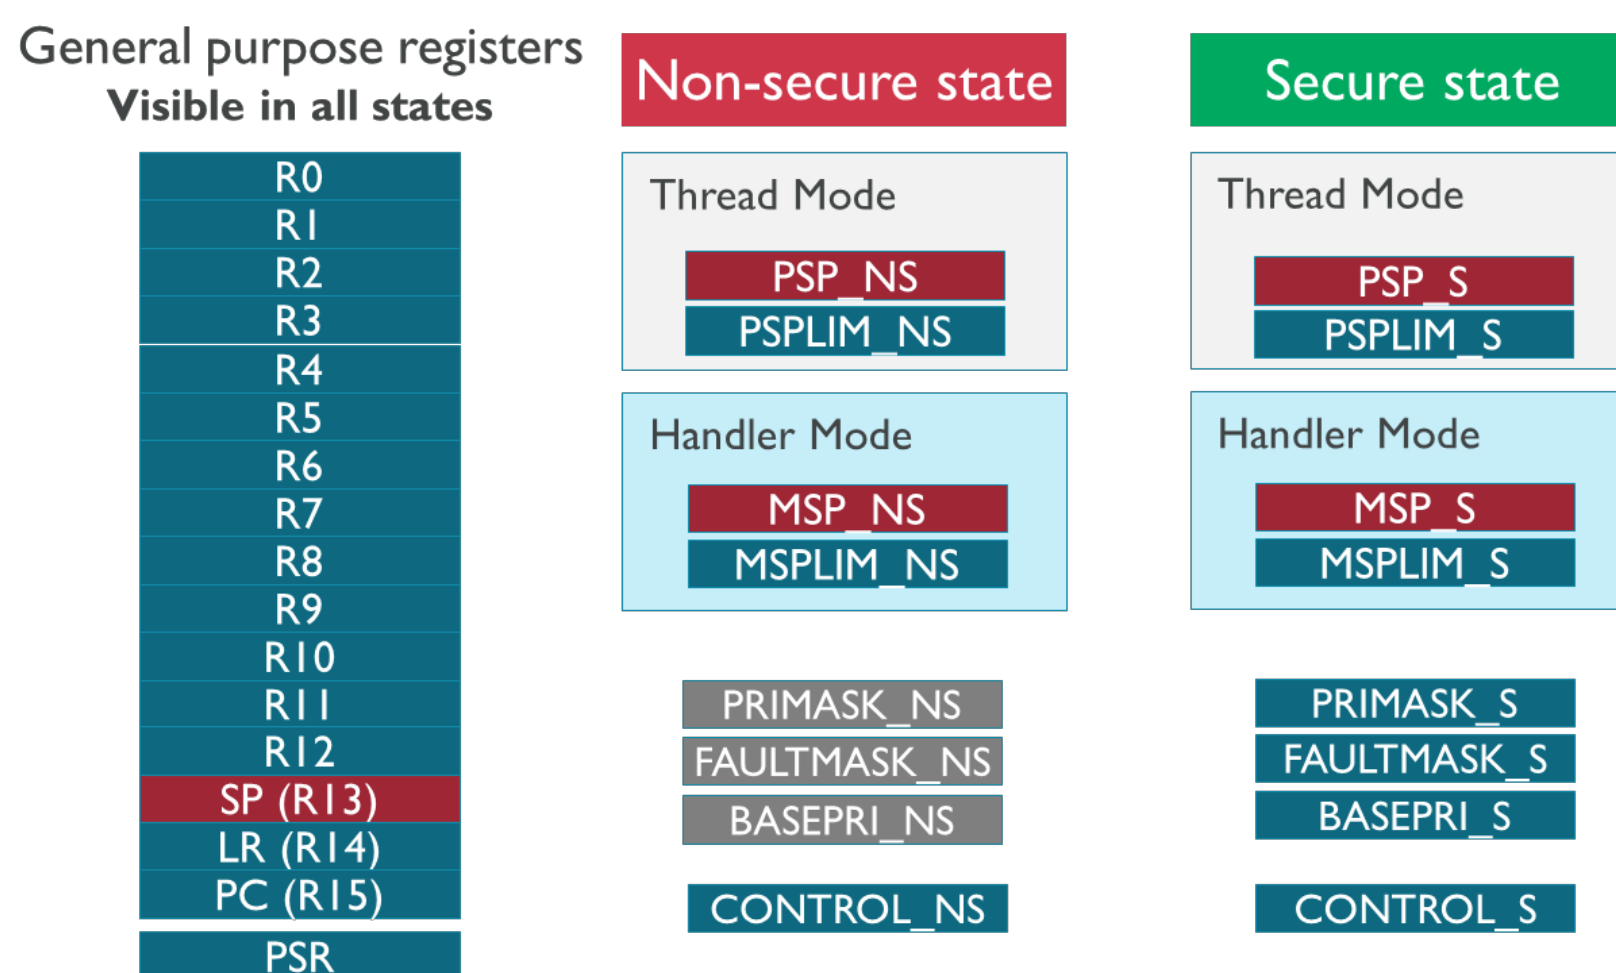 General purpose registers
Visible in all states
R0
R1
R2
R3
R4
R5
R6
R7
R8
R9
R10
R11
R12
SP (R13)
LR (R14)
PC (R15)
PSR
Non-secure state
Thread Mode
PSP_NS
PSPLIM_NS
Handler Mode
MSP_NS
MSPLIM_NS
PRIMASK_NS
FAULTMASK_NS
BASEPRI_NS
CONTROL_NS
Secure state
Thread Mode
PSP_S
PSPLIM_S
Handler Mode
MSP_S
MSPLIM_S
PRIMASK_S
FAULTMASK_S
BASEPRI_S
CONTROL_S